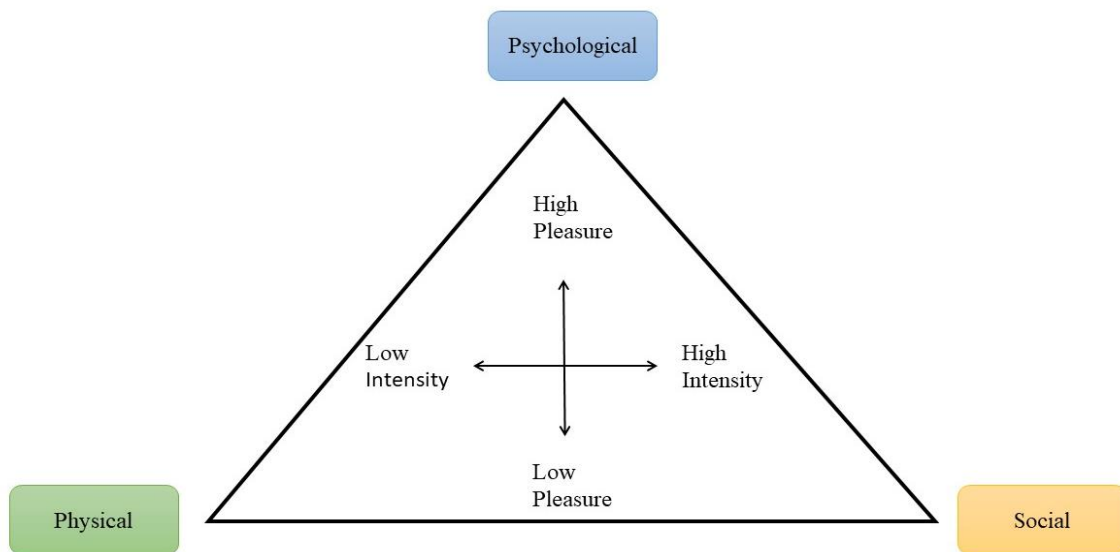 Psychological
High
Pleasure
Low
Intensity
High
Intensity
Low
Pleasure
Physical
Social